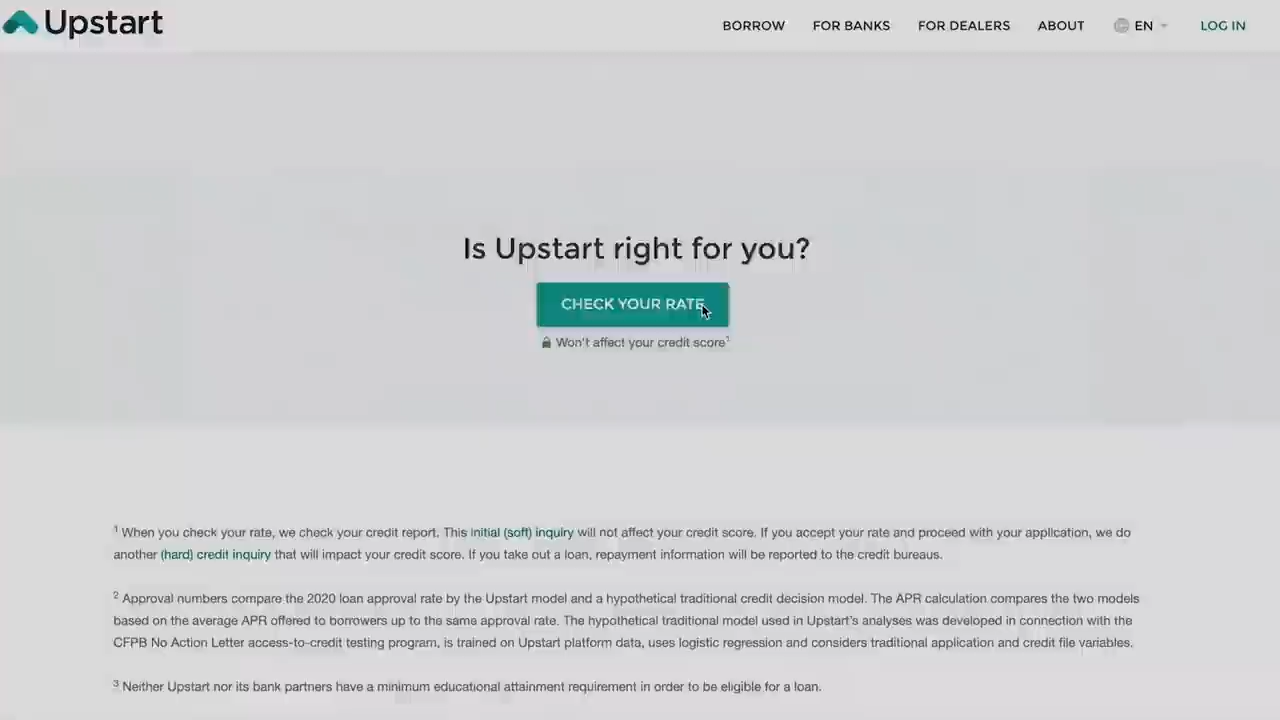 Upstart
BORROW FOR BANKS FOR DEALERS ABOUT EN LOG IN
Is Upstart right for you?
CHECK YOUR RATE
Won't affect your credit score¹
¹ When you check your rate, we check your credit report. This initial (soft) inquiry will not affect your credit score. If you accept your rate and proceed with your application, we do
another (hard) credit inquiry that will impact your credit score. If you take out a loan, repayment information will be reported to the credit bureaus.
² Approval numbers compare the 2020 loan approval rate by the Upstart model and a hypothetical traditional credit decision model. The APR calculation compares the two models
based on the average APR offered to borrowers up to the same approval rate. The hypothetical traditional model used in Upstart's analyses was developed in connection with the
CFPB No Action Letter access-to-credit testing program, is trained on Upstart platform data, uses logistic regression and considers traditional application and credit file variables.
³ Neither Upstart nor its bank partners have a minimum educational attainment requirement in order to be eligible for a loan.